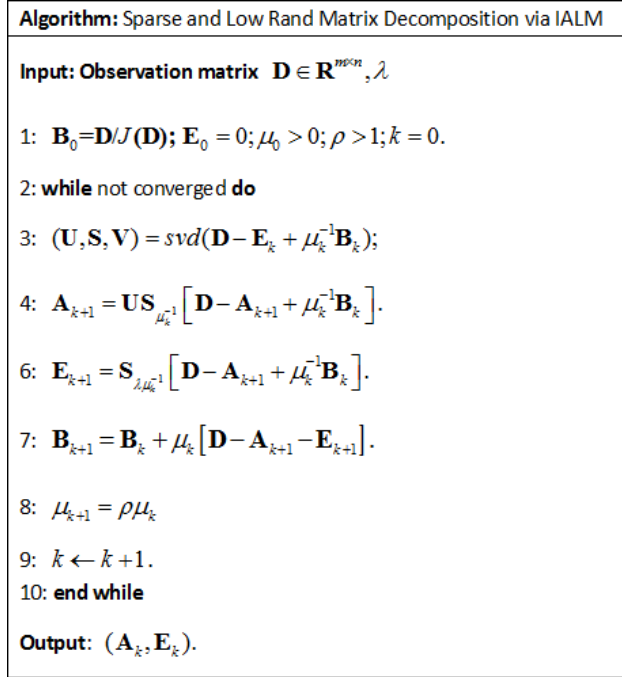 Algorithm: Sparse and Low Rand Matrix Decomposition via IALM
Input: Observation matrix D ∈ R^{m×n}, λ
1: B₀=D/J(D); E₀ = 0; μ₀ > 0; ρ > 1; k = 0.
2: while not converged do
3: (U,S,V) = svd(D − E_k + μ_k^{-1}B_k);
4: A_{k+1} = US_{μ_k^{-1}}[D − A_{k+1} + μ_k^{-1}B_k].
6: E_{k+1} = S_{λμ_k^{-1}}[D − A_{k+1} + μ_k^{-1}B_k].
7: B_{k+1} = B_k + μ_k[D − A_{k+1} − E_{k+1}].
8: μ_{k+1} = ρμ_k
9: k ← k+1.
10: end while
Output: (A_k, E_k).